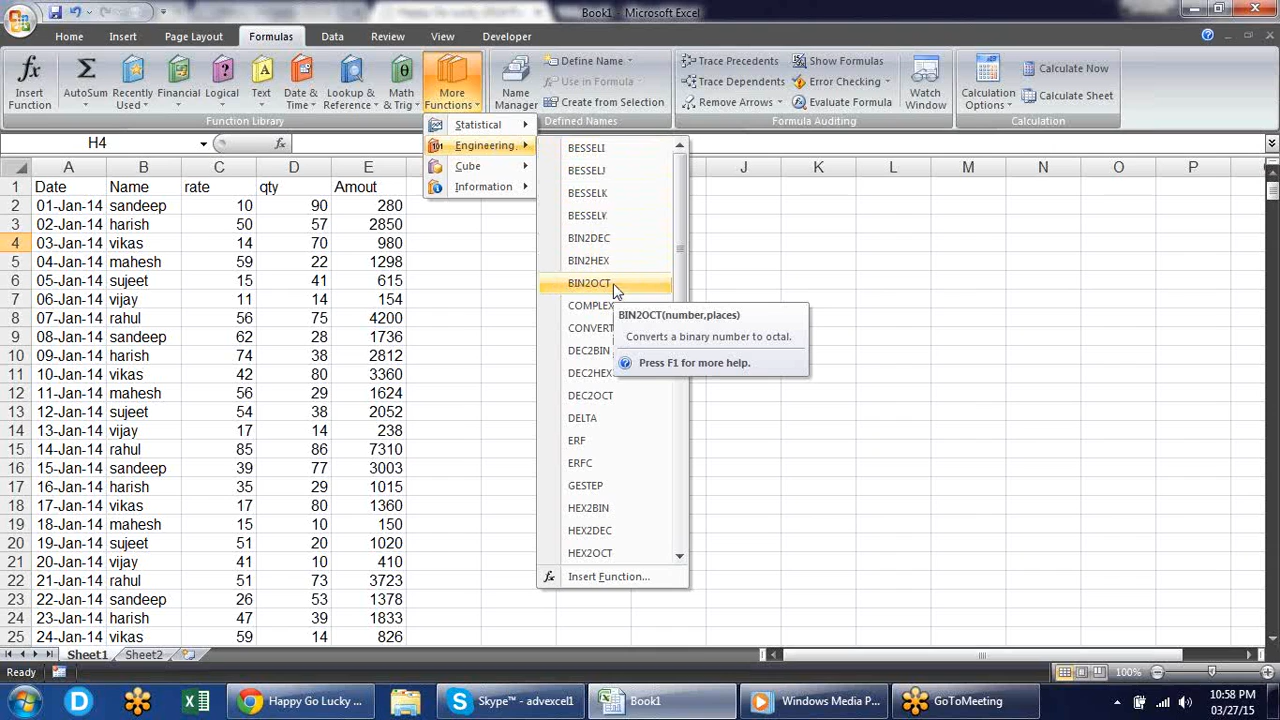 Book1 - Microsoft Excel
Home Insert Page Layout Formulas Data Review View Developer
Insert Function
AutoSum
Recently Used
Financial
Logical
Text
Date & Time
Lookup & Reference
Math & Trig
More Functions
Function Library
Name Manager
Define Name
Use in Formula
Create from Selection
Defined Names
Trace Precedents
Trace Dependents
Remove Arrows
Show Formulas
Error Checking
Evaluate Formula
Formula Auditing
Watch Window
Calculation Options
Calculate Now
Calculate Sheet
Calculation
Statistical
Engineering
Cube
Information
BESSELI
BESSELJ
BESSELK
BESSELY
BIN2DEC
BIN2HEX
BIN2OCT
COMPLEX
CONVERT
DEC2BIN
DEC2HEX
DEC2OCT
DELTA
ERF
ERFC
GESTEP
HEX2BIN
HEX2DEC
HEX2OCT
Insert Function...
BIN2OCT(number,places)
Converts a binary number to octal.
Press F1 for more help.
H4 fx
A B C D E J K L M N O P
1 Date Name rate qty Amout
2 01-Jan-14 sandeep 10 90 280
3 02-Jan-14 harish 50 57 2850
4 03-Jan-14 vikas 14 70 980
5 04-Jan-14 mahesh 59 22 1298
6 05-Jan-14 sujeet 15 41 615
7 06-Jan-14 vijay 11 14 154
8 07-Jan-14 rahul 56 75 4200
9 08-Jan-14 sandeep 62 28 1736
10 09-Jan-14 harish 74 38 2812
11 10-Jan-14 vikas 42 80 3360
12 11-Jan-14 mahesh 56 29 1624
13 12-Jan-14 sujeet 54 38 2052
14 13-Jan-14 vijay 17 14 238
15 14-Jan-14 rahul 85 86 7310
16 15-Jan-14 sandeep 39 77 3003
17 16-Jan-14 harish 35 29 1015
18 17-Jan-14 vikas 17 80 1360
19 18-Jan-14 mahesh 15 10 150
20 19-Jan-14 sujeet 51 20 1020
21 20-Jan-14 vijay 41 10 410
22 21-Jan-14 rahul 51 73 3723
23 22-Jan-14 sandeep 26 53 1378
24 23-Jan-14 harish 47 39 1833
25 24-Jan-14 vikas 59 14 826
Sheet1 Sheet2
Ready 100%
Happy Go Lucky ...
Skype™ - advexcel1
Book1
Windows Media P...
GoToMeeting
10:58 PM
03/27/15